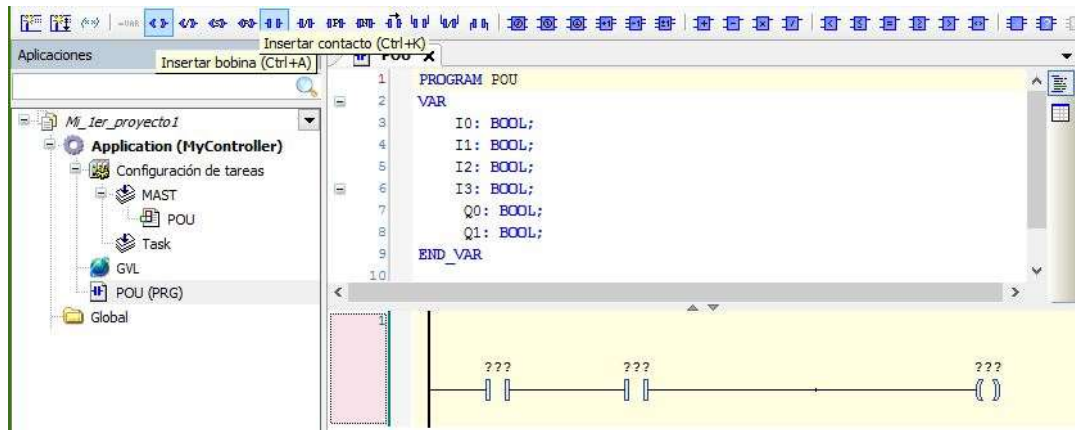 Insertar contacto (Ctrl+K)
Insertar bobina (Ctrl+A)
Aplicaciones
POU
Mi_1er_proyecto1
Application (MyController)
Configuración de tareas
MAST
POU
Task
GVL
POU (PRG)
Global
1 PROGRAM POU
2 VAR
3 I0: BOOL;
4 I1: BOOL;
5 I2: BOOL;
6 I3: BOOL;
7 Q0: BOOL;
8 Q1: BOOL;
9 END_VAR
10
1
??? ??? ???